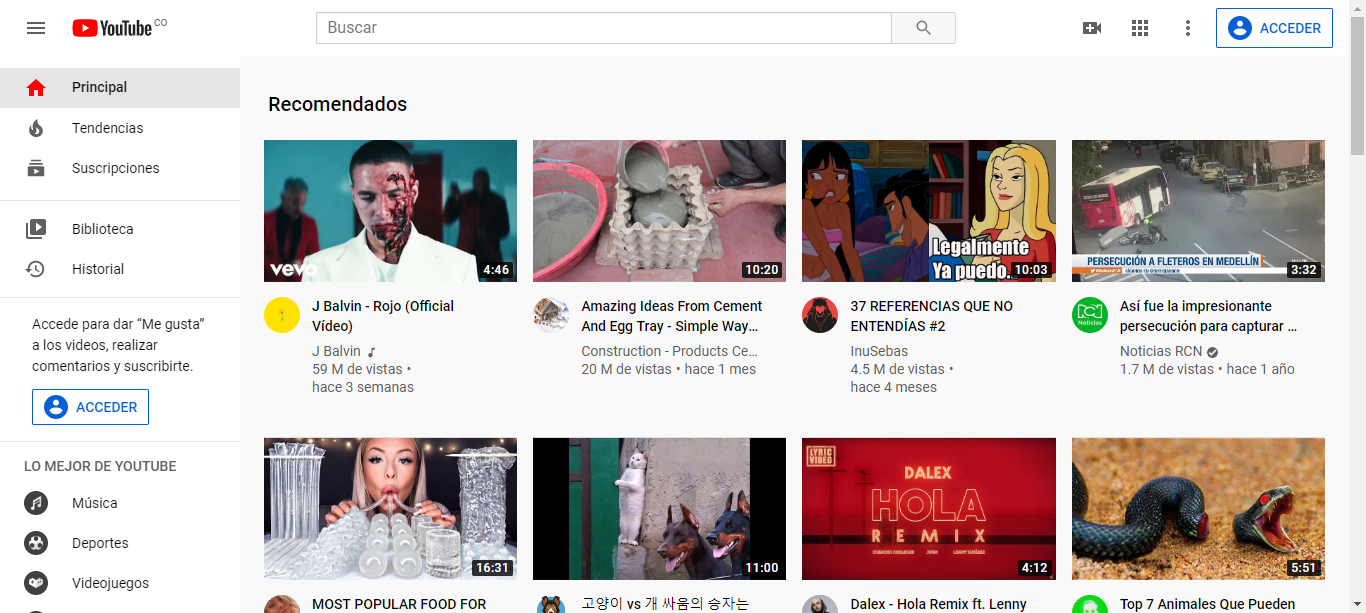 YouTube CO
Buscar
ACCEDER
Principal
Tendencias
Suscripciones
Biblioteca
Historial
Accede para dar “Me gusta”
a los videos, realizar
comentarios y suscribirte.
ACCEDER
LO MEJOR DE YOUTUBE
Música
Deportes
Videojuegos
Recomendados
vevo
4:46
J Balvin - Rojo (Official
Vídeo)
J Balvin
59 M de vistas •
hace 3 semanas
10:20
Amazing Ideas From Cement
And Egg Tray - Simple Way...
Construction - Products Ce...
20 M de vistas • hace 1 mes
Legalmente
Ya puedo.
10:03
37 REFERENCIAS QUE NO
ENTENDÍAS #2
InuSebas
4.5 M de vistas •
hace 4 meses
PERSECUCIÓN A FLETEROS EN MEDELLÍN
3:32
RCN
Noticias
Así fue la impresionante
persecución para capturar ...
Noticias RCN
1.7 M de vistas • hace 1 año
16:31
MOST POPULAR FOOD FOR
11:00
고양이 vs 개 싸움의 승자는
LYRIC
VIDEO
DALEX
HOLA
REMIX
4:12
Dalex - Hola Remix ft. Lenny
5:51
Top 7 Animales Que Pueden